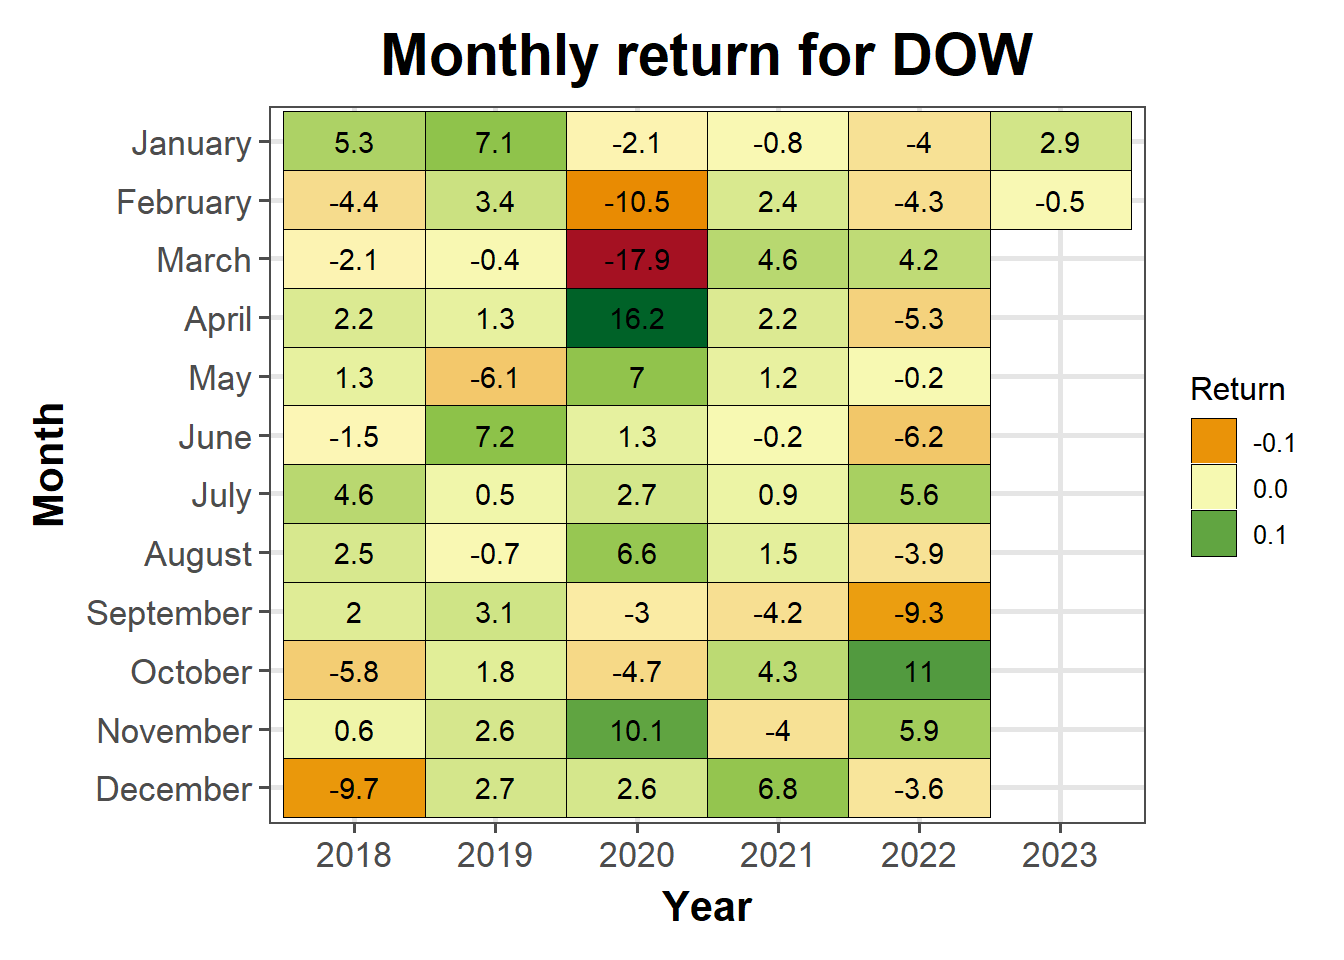 Monthly return for DOW
January 5.3 7.1 -2.1 -0.8 -4 2.9
February -4.4 3.4 -10.5 2.4 -4.3 -0.5
March -2.1 -0.4 -17.9 4.6 4.2
April 2.2 1.3 16.2 2.2 -5.3
May 1.3 -6.1 7 1.2 -0.2
June -1.5 7.2 1.3 -0.2 -6.2
July 4.6 0.5 2.7 0.9 5.6
August 2.5 -0.7 6.6 1.5 -3.9
September 2 3.1 -3 -4.2 -9.3
October -5.8 1.8 -4.7 4.3 11
November 0.6 2.6 10.1 -4 5.9
December -9.7 2.7 2.6 6.8 -3.6
2018 2019 2020 2021 2022 2023
Year
Month
Return
-0.1
0.0
0.1